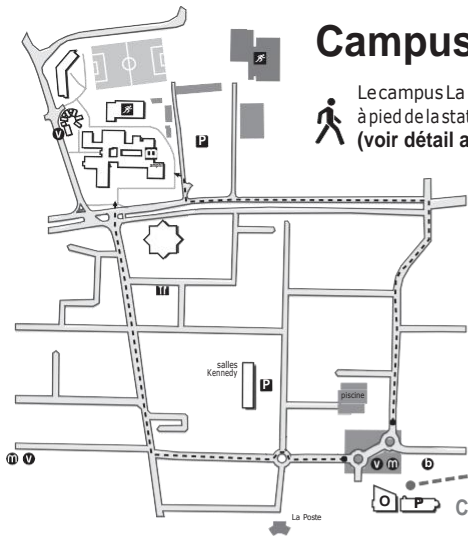 Campus
Le campus La
à pied de la stat
(voir détail a
V
P
salles
Kennedy
P
piscine
m v
v m
b
O
P
C
La Poste